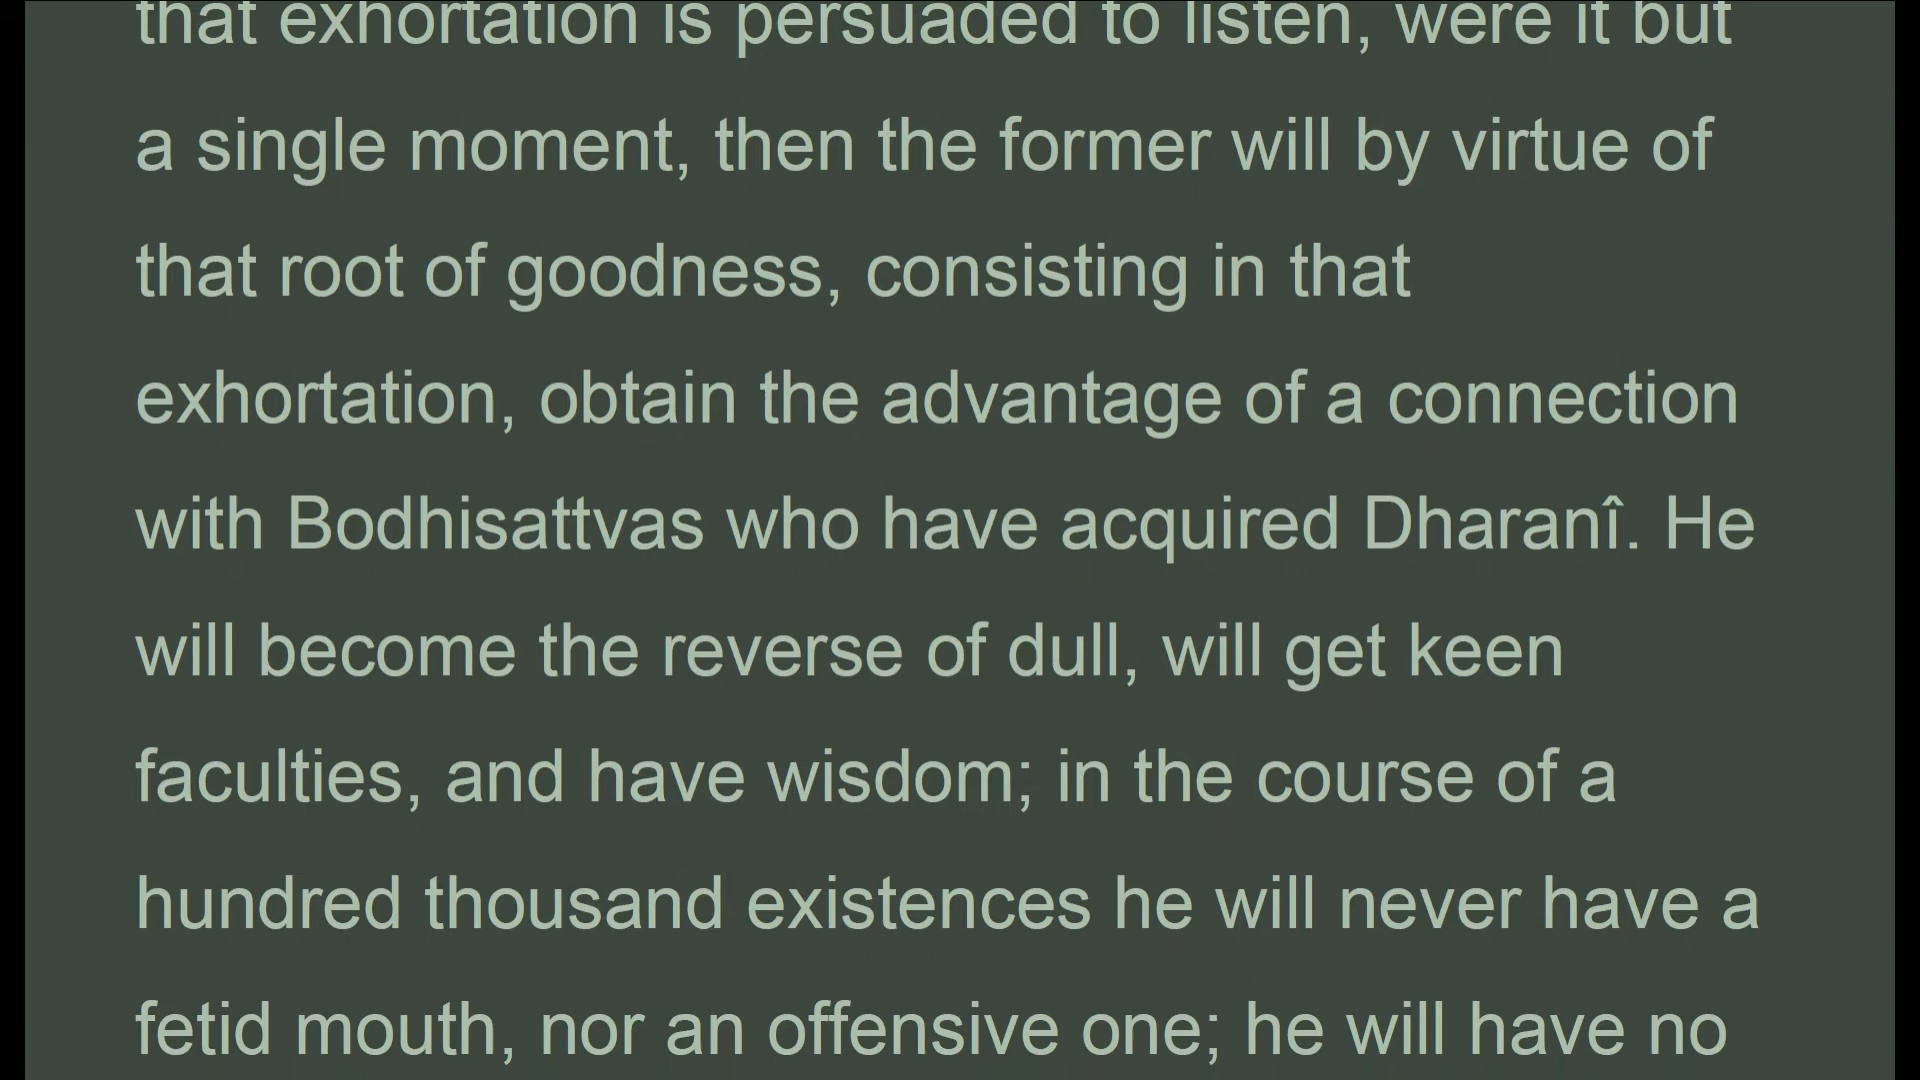 that exhortation is persuaded to listen, were it but
a single moment, then the former will by virtue of
that root of goodness, consisting in that
exhortation, obtain the advantage of a connection
with Bodhisattvas who have acquired Dharanî. He
will become the reverse of dull, will get keen
faculties, and have wisdom; in the course of a
hundred thousand existences he will never have a
fetid mouth, nor an offensive one; he will have no